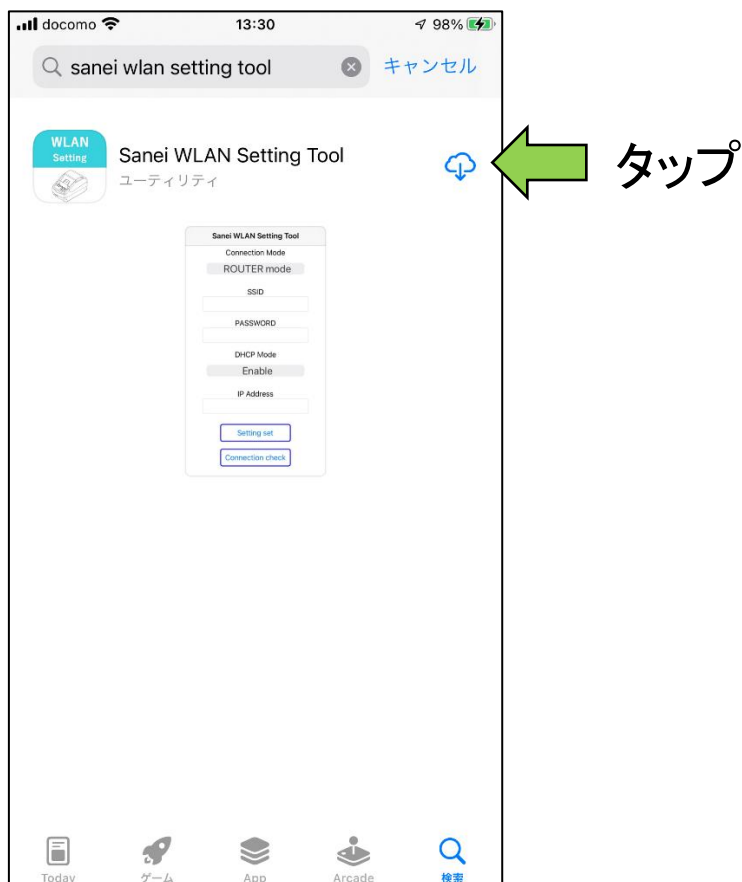 docomo 13:30 98%
sanei wlan setting tool キャンセル
WLAN
Setting
Sanei WLAN Setting Tool
ユーティリティ
タップ
Sanei WLAN Setting Tool
Connection Mode
ROUTER mode
SSID
PASSWORD
DHCP Mode
Enable
IP Address
Setting set
Connection check
Today ゲーム App Arcade 検索